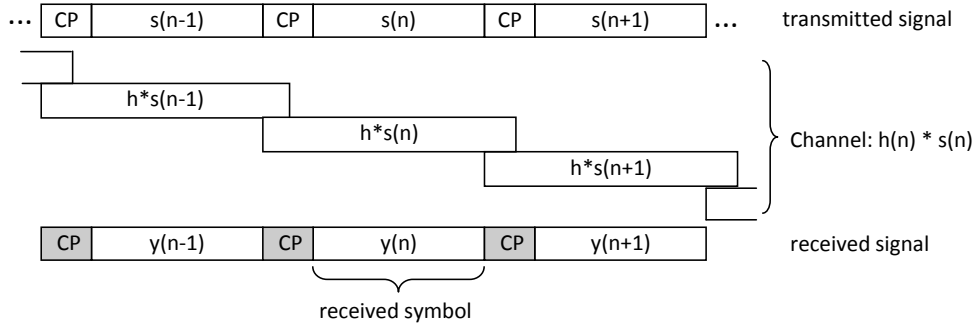 ... CP s(n-1) CP s(n) CP s(n+1) ... transmitted signal
h*s(n-1)
h*s(n)
Channel: h(n) * s(n)
h*s(n+1)
CP y(n-1) CP y(n) CP y(n+1) received signal
received symbol